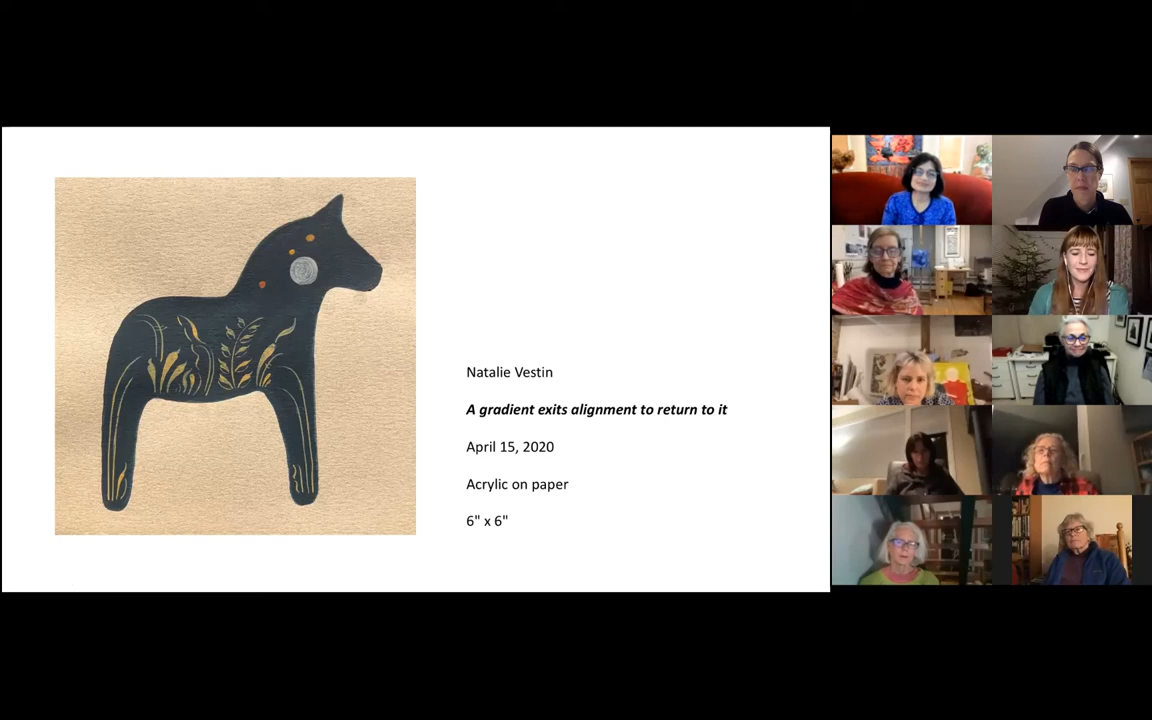 Natalie Vestin
A gradient exits alignment to return to it
April 15, 2020
Acrylic on paper
6" x 6"